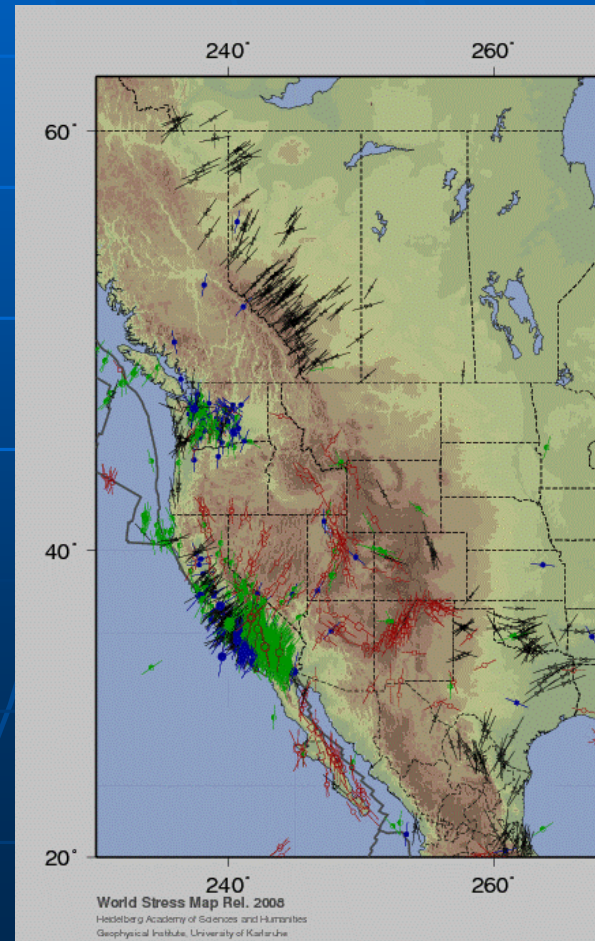 240° 260°
60°
40°
20°
240° 260°
World Stress Map Rel. 2008
Heidelberg Academy of Sciences and Humanities
Geophysical Institute, University of Karlsruhe